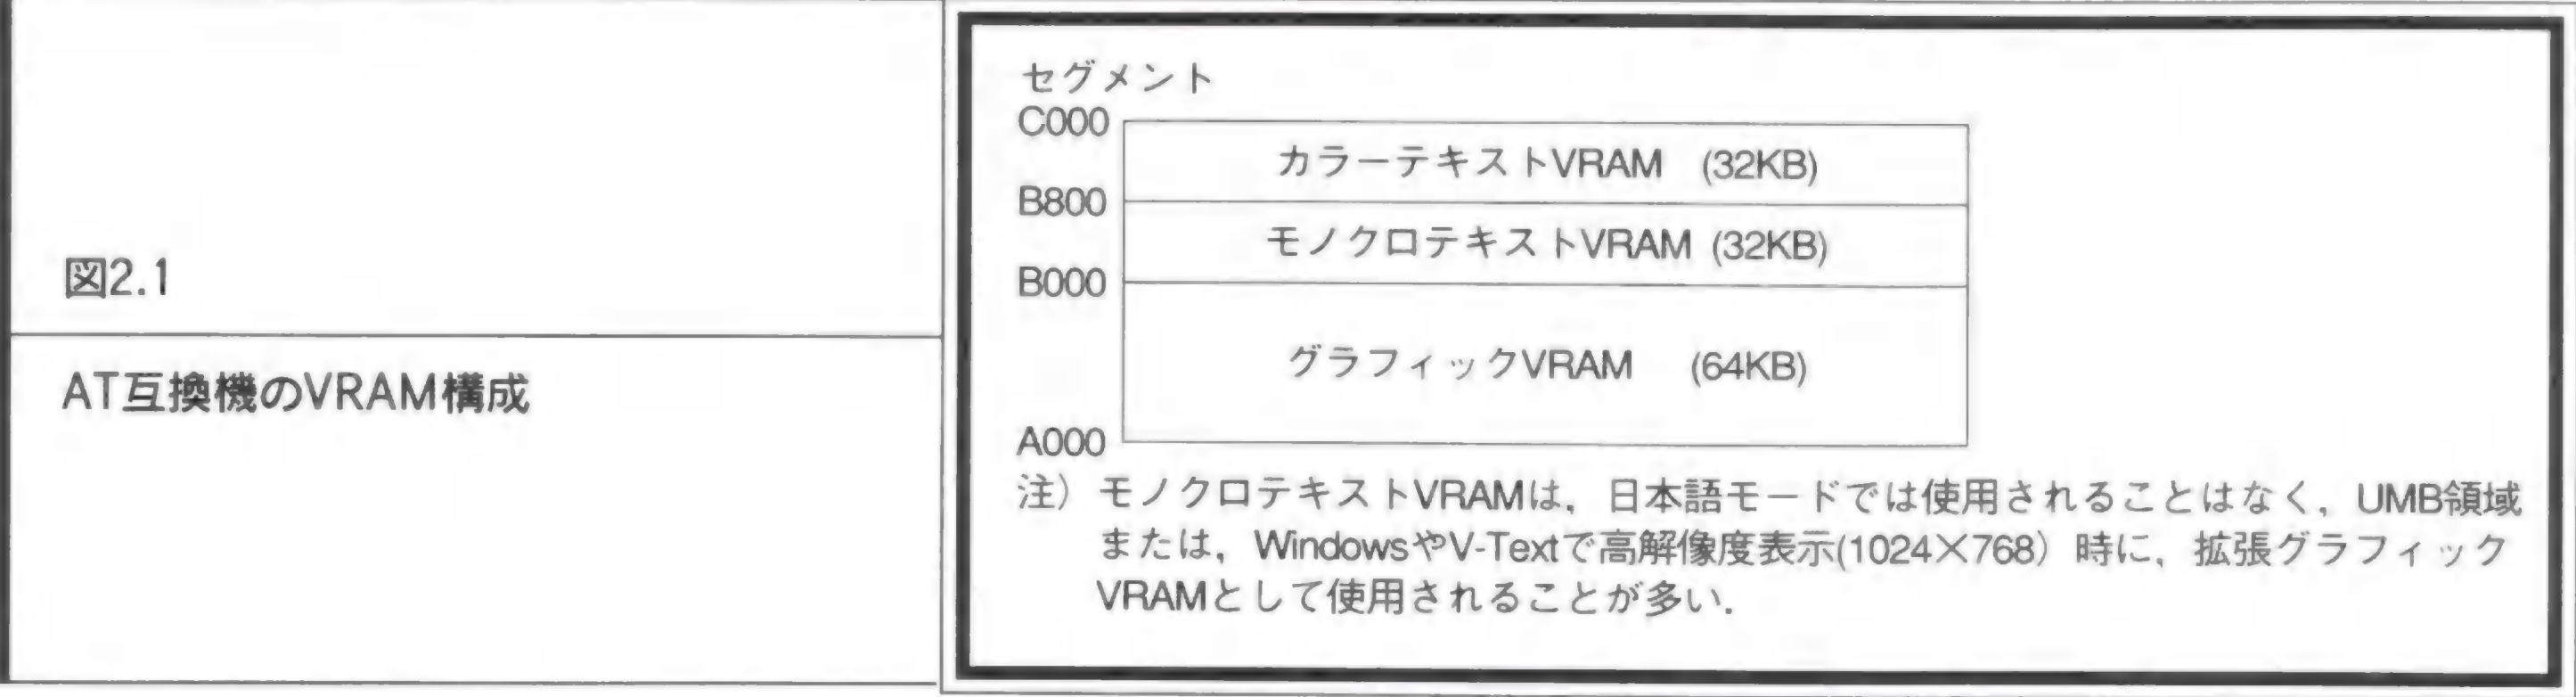 図2.1
AT互換機のVRAM構成
セグメント
C000
カラーテキストVRAM (32KB)
B800
モノクロテキストVRAM (32KB)
B000
グラフィックVRAM (64KB)
A000
注) モノクロテキストVRAMは，日本語モードでは使用されることはなく，UMB領域
または，WindowsやV-Textで高解像度表示(1024×768) 時に，拡張グラフィック
VRAMとして使用されることが多い．